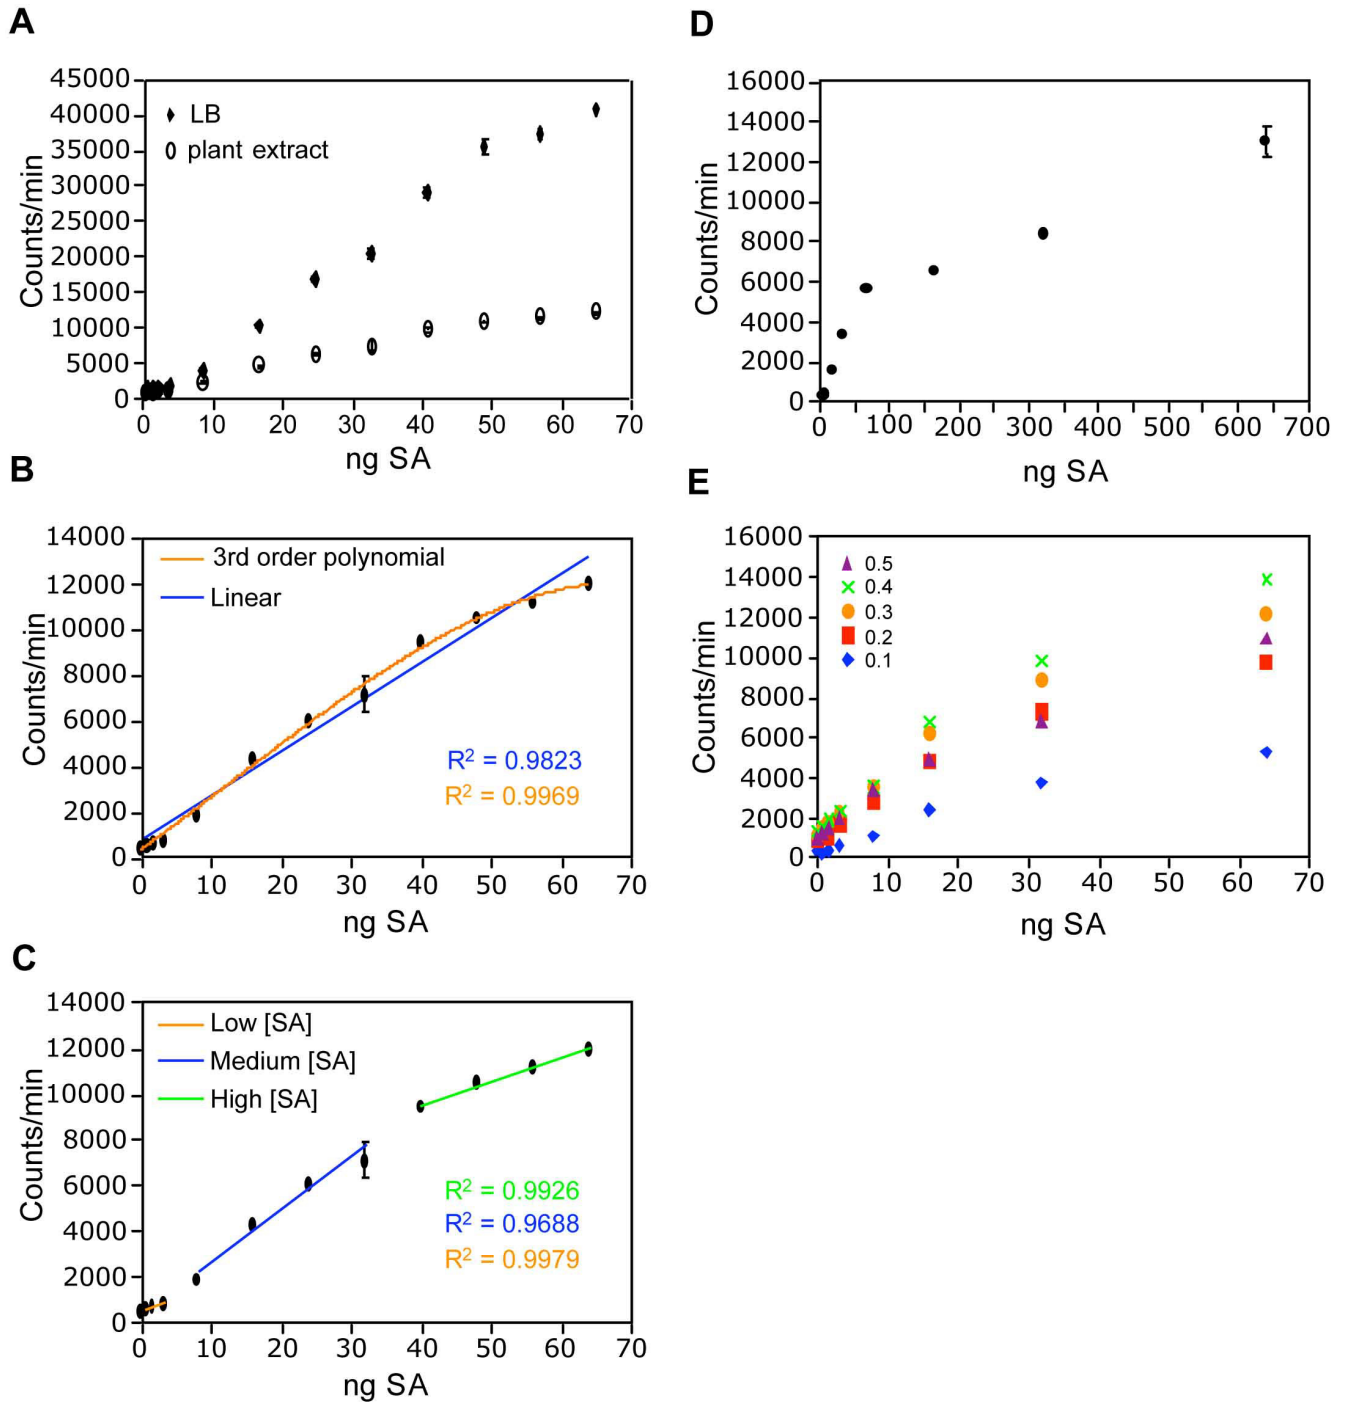 A
45000
40000
35000
30000
25000
20000
15000
10000
5000
0
Counts/min
LB
plant extract
0 10 20 30 40 50 60 70
ng SA
B
14000
12000
10000
8000
6000
4000
2000
0
Counts/min
3rd order polynomial
Linear
R² = 0.9823
R² = 0.9969
0 10 20 30 40 50 60 70
ng SA
C
14000
12000
10000
8000
6000
4000
2000
0
Counts/min
Low [SA]
Medium [SA]
High [SA]
R² = 0.9926
R² = 0.9688
R² = 0.9979
0 10 20 30 40 50 60 70
ng SA
D
16000
14000
12000
10000
8000
6000
4000
2000
0
Counts/min
0 100 200 300 400 500 600 700
ng SA
E
16000
14000
12000
10000
8000
6000
4000
2000
0
Counts/min
0.5
0.4
0.3
0.2
0.1
0 10 20 30 40 50 60 70
ng SA